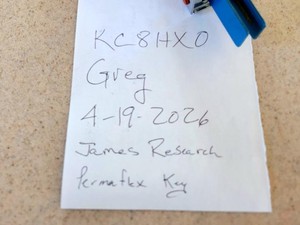 KC8HXO
Greg
4-19-2026
James Research
Permaflex Key